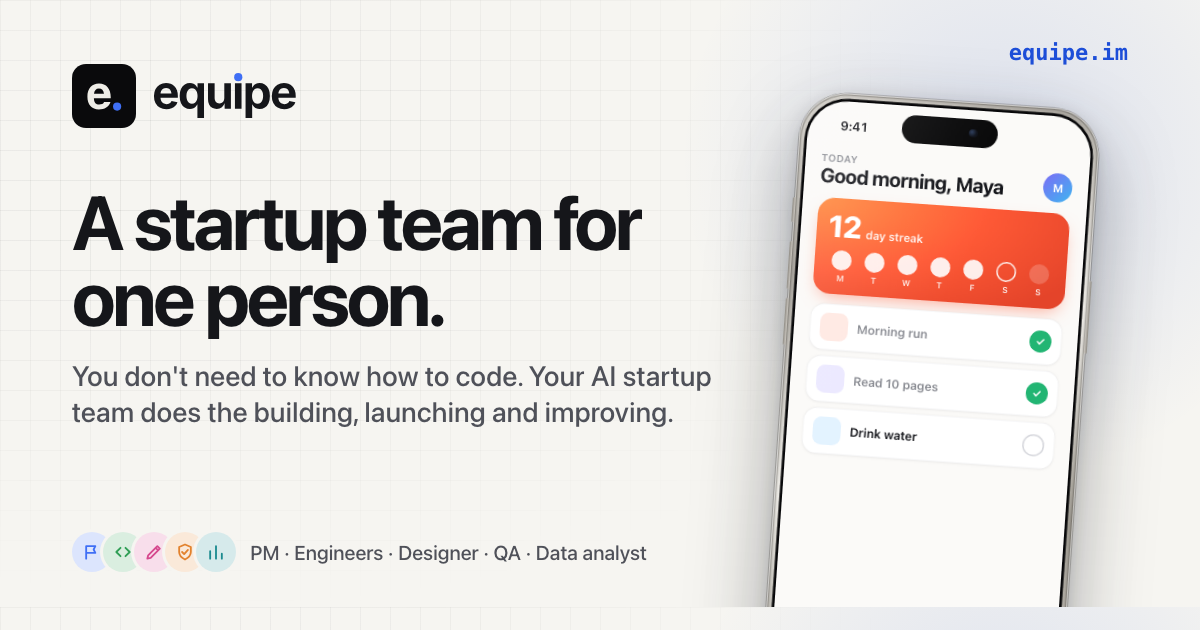 e.
equipe
equipe.im
A startup team for
one person.
You don't need to know how to code. Your AI startup
team does the building, launching and improving.
PM · Engineers · Designer · QA · Data analyst
9:41
TODAY
Good morning, Maya
M
12 day streak
M T W T F S S
Morning run
Read 10 pages
Drink water